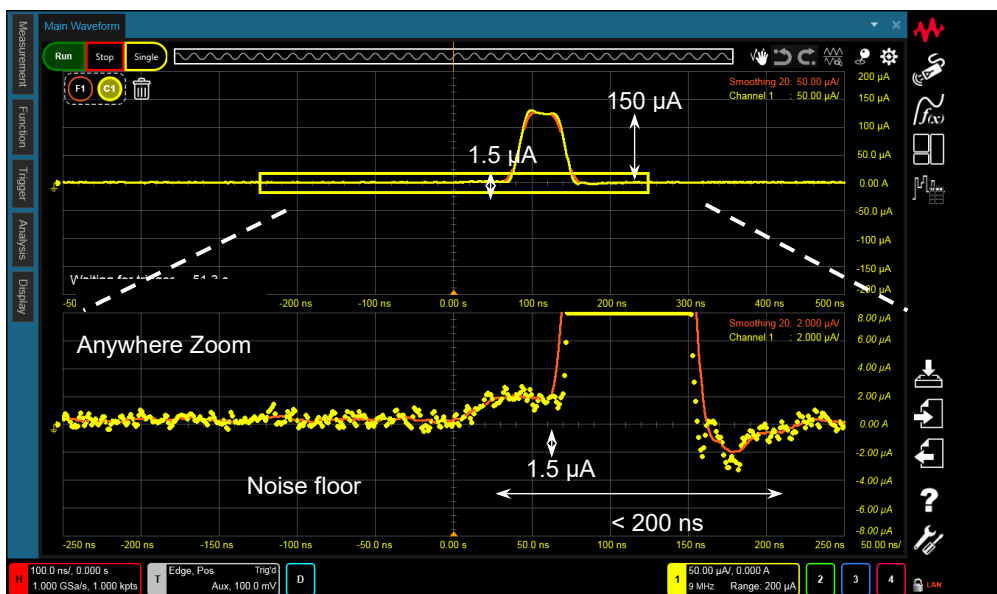 Main Waveform
Measurement
Function
Trigger
Analysis
Display
Run Stop Single
F1 C1
Smoothing 20: 50.00 µA/
Channel 1 : 50.00 µA/
200 µA
150 µA
100 µA
50.0 µA
0.00 A
-50.0 µA
-100 µA
-150 µA
-200 µA
150 µA
1.5 µA
-200 ns -100 ns 0.00 s 100 ns 200 ns 300 ns 400 ns 500 ns
Anywhere Zoom
Smoothing 20: 2.000 µA/
Channel 1 : 2.000 µA/
8.00 µA
6.00 µA
4.00 µA
2.00 µA
0.00 A
-2.00 µA
-4.00 µA
-6.00 µA
-8.00 µA
1.5 µA
Noise floor
< 200 ns
-250 ns -200 ns -150 ns -100 ns -50.0 ns 0.00 s 50.0 ns 100 ns 150 ns 200 ns 250 ns 50.00 ns/
H 100.0 ns/, 0.000 s
1.000 GSa/s, 1.000 kpts
T Edge, Pos Trig'd
Aux, 100.0 mV
D
1 50.00 µA/, 0.000 A
9 MHz Range: 200 µA
2 3 4
f(x)
?
LAN